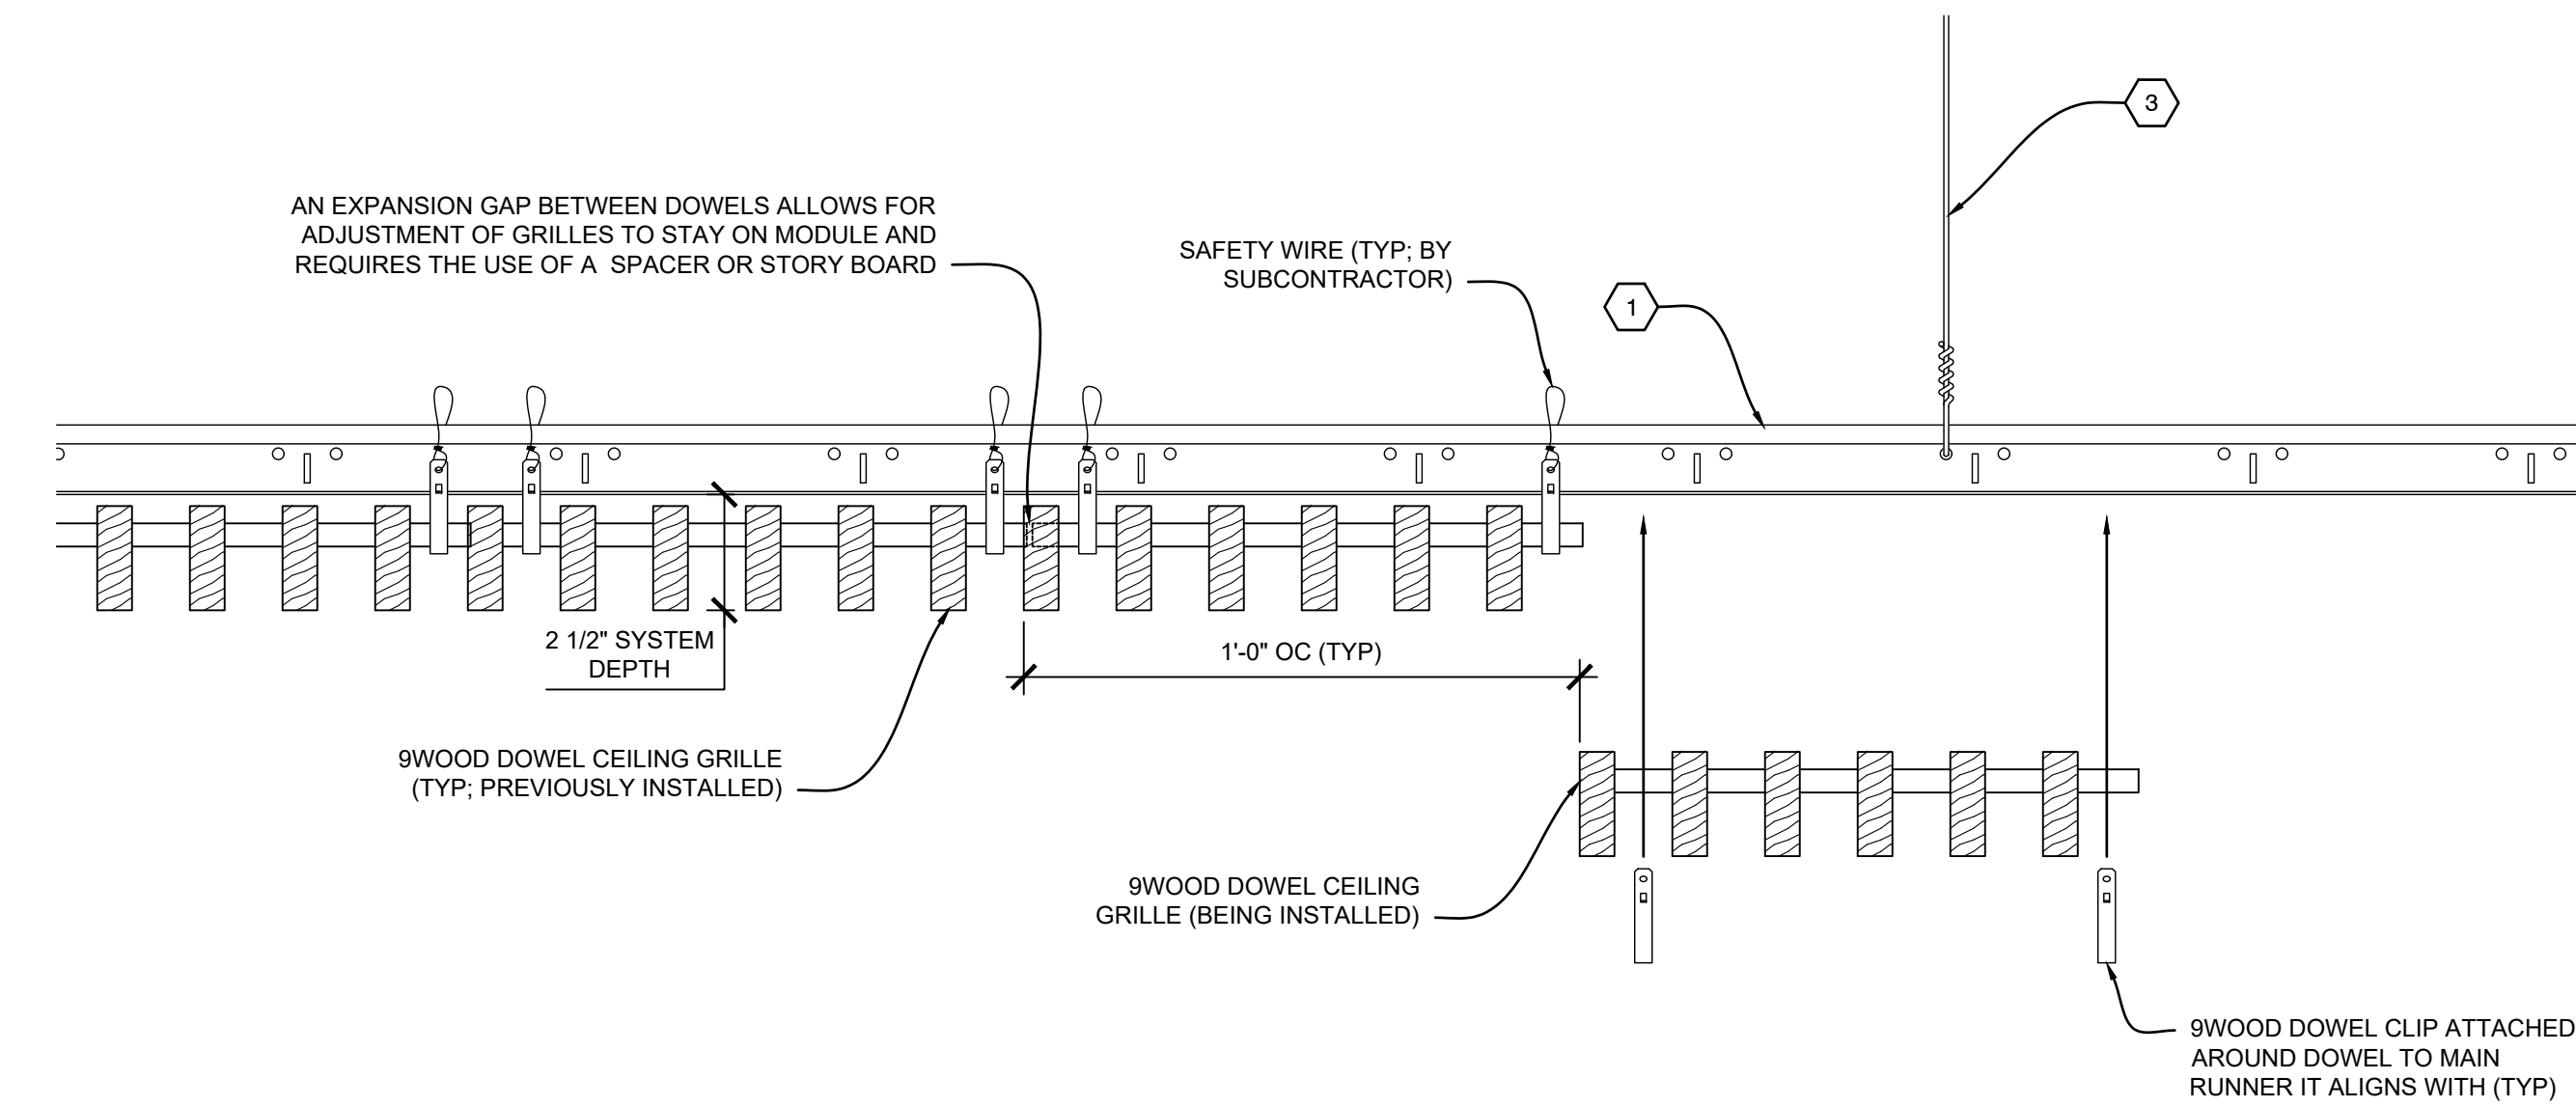 3
AN EXPANSION GAP BETWEEN DOWELS ALLOWS FOR
ADJUSTMENT OF GRILLES TO STAY ON MODULE AND
REQUIRES THE USE OF A  SPACER OR STORY BOARD
SAFETY WIRE (TYP; BY
SUBCONTRACTOR)
1
2 1/2" SYSTEM
DEPTH
1'-0" OC (TYP)
9WOOD DOWEL CEILING GRILLE
(TYP; PREVIOUSLY INSTALLED)
9WOOD DOWEL CEILING
GRILLE (BEING INSTALLED)
9WOOD DOWEL CLIP ATTACHED
AROUND DOWEL TO MAIN
RUNNER IT ALIGNS WITH (TYP)